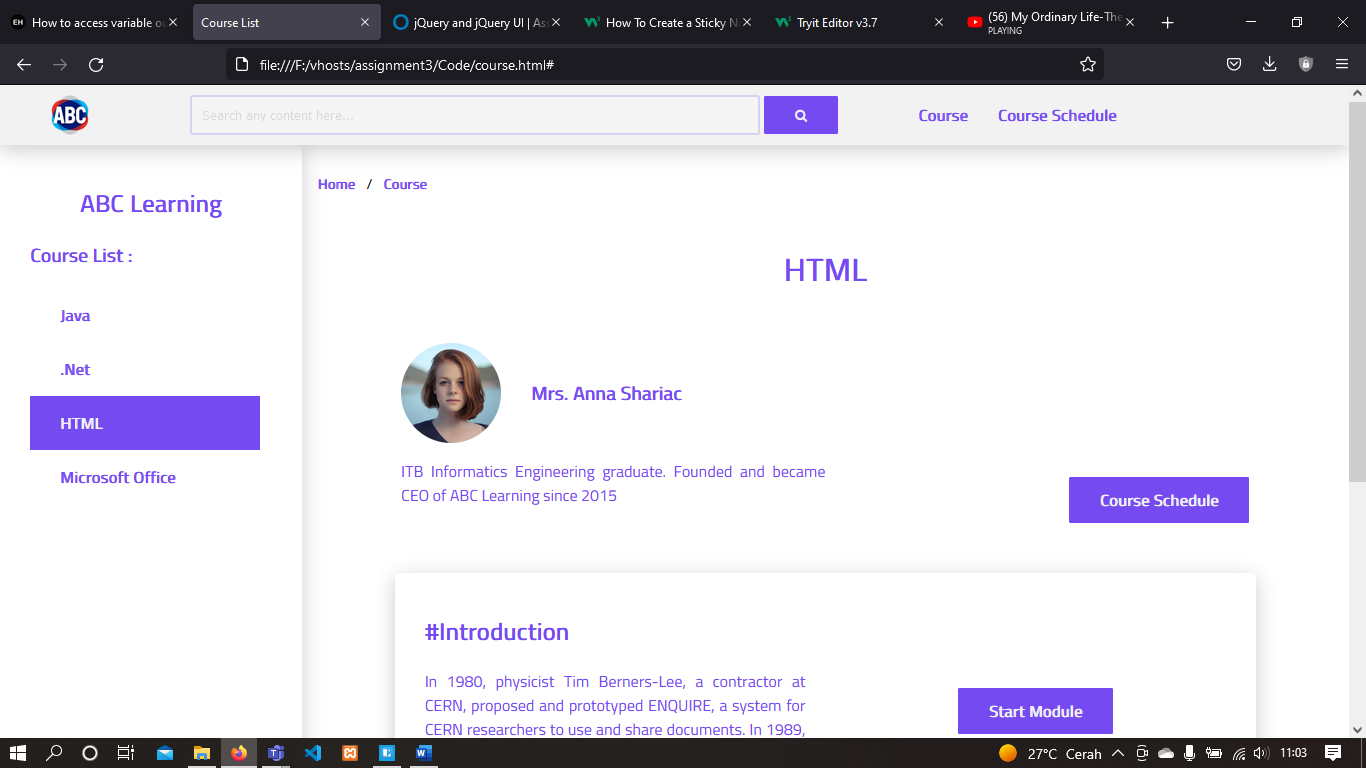 How to access variable ou
Course List
jQuery and jQuery UI | Ass
How To Create a Sticky Na
Tryit Editor v3.7
(56) My Ordinary Life-The
PLAYING
file:///F:/vhosts/assignment3/Code/course.html#
ABC
Search any content here...
Course
Course Schedule
ABC Learning
Course List :
Java
.Net
HTML
Microsoft Office
Home / Course
HTML
Mrs. Anna Shariac
ITB Informatics Engineering graduate. Founded and became
CEO of ABC Learning since 2015
Course Schedule
#Introduction
In 1980, physicist Tim Berners-Lee, a contractor at
CERN, proposed and prototyped ENQUIRE, a system for
CERN researchers to use and share documents. In 1989,
Start Module
27°C Cerah
11:03